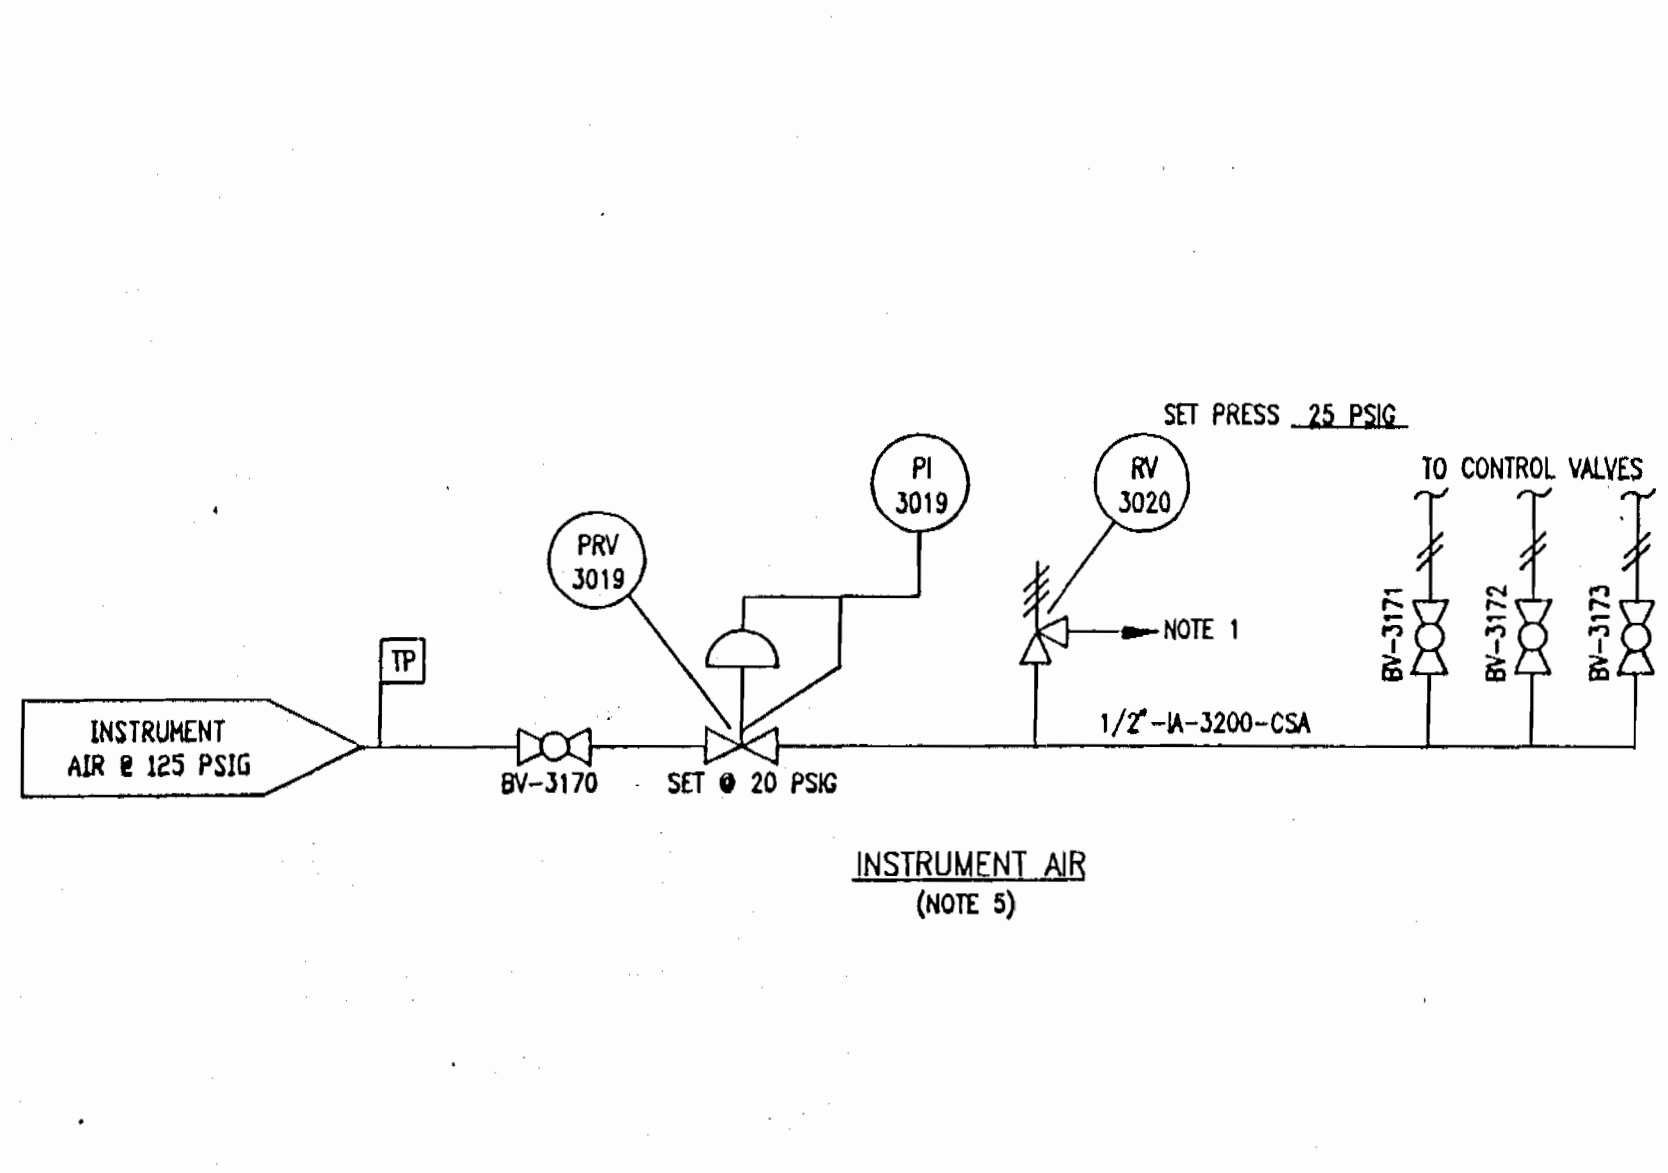 SET PRESS 25 PSIG
TO CONTROL VALVES
PI
3019
RV
3020
PRV
3019
TP
NOTE 1
BV-3171
BV-3172
BV-3173
INSTRUMENT
AIR @ 125 PSIG
1/2"-IA-3200-CSA
BV-3170
SET @ 20 PSIG
INSTRUMENT AIR
(NOTE 5)